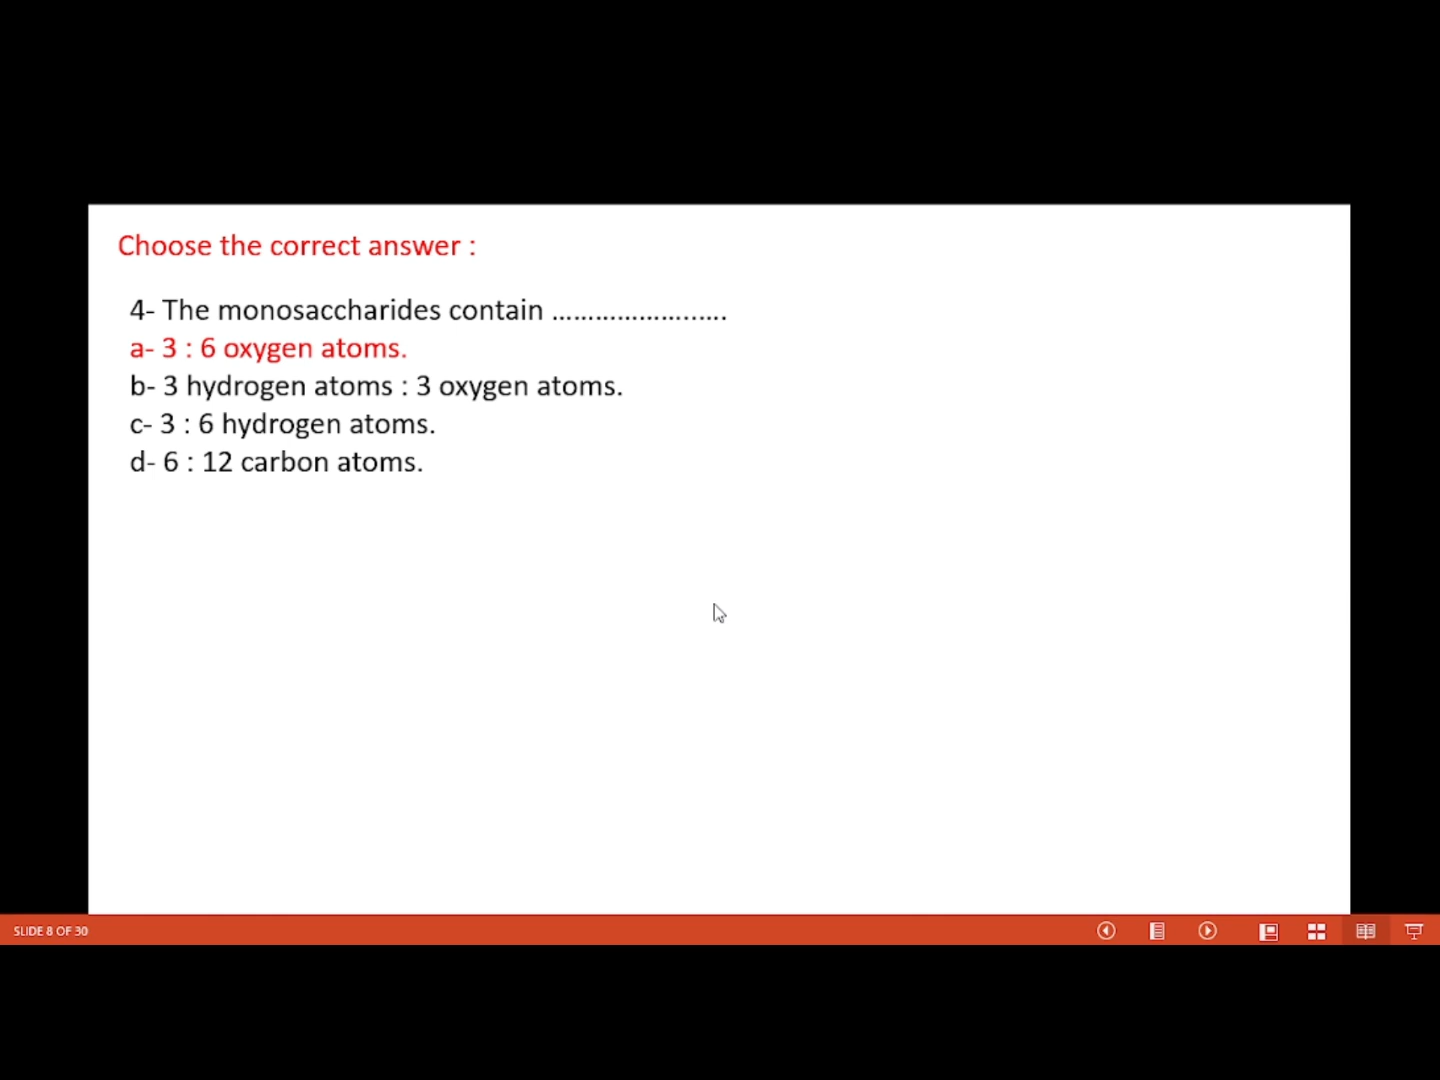 Choose the correct answer :
4- The monosaccharides contain ........................
a- 3 : 6 oxygen atoms.
b- 3 hydrogen atoms : 3 oxygen atoms.
c- 3 : 6 hydrogen atoms.
d- 6 : 12 carbon atoms.
SLIDE 8 OF 30